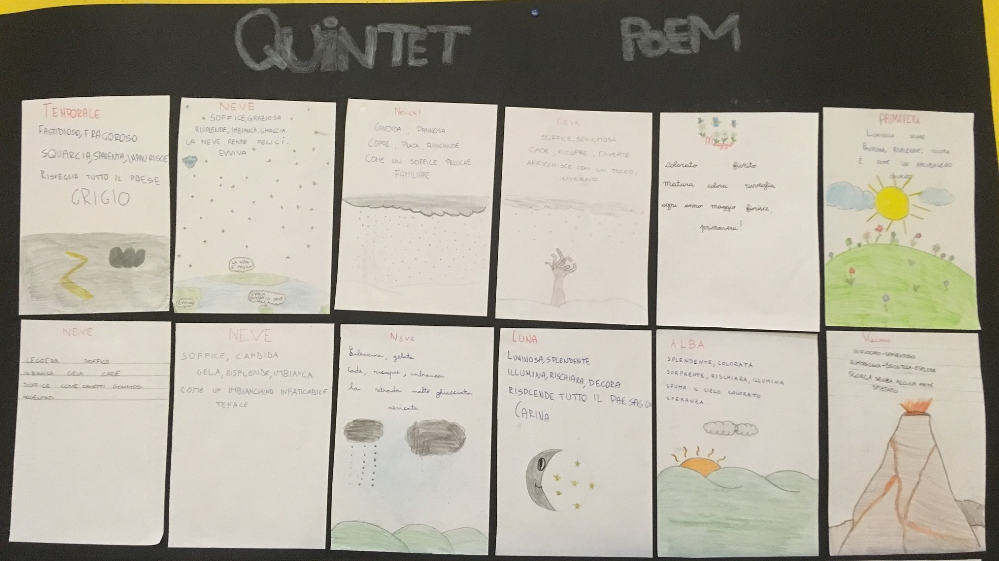 QUINTET POEM
TEMPORALE
FASTIDIOSO, FRAGOROSO
SQUARCIA, SPAVENTA, IMPAURISCE
RISVEGLIA TUTTO IL PAESE
GRIGIO
NEVE
SOFFICE, GRAZIOSA
RISPLENDE, IMBIANCA, GHIACCIA
LA NEVE RENDE FELICI.
EVVIVA
LA NEVE
E' MAGICA
EVVIVA
EVVIVA LA NEVE
EVVIVA
NEVICA!
CANDIDA, PANNOSA
COPRE, PLACA, RINCHIUDE
COME UN SOFFICE PELUCHE
FAMILIARE
NEVE
SOFFICE, SCHIUMOSA
CADE, RICOPRE, DIVERTE
ARRICCHISCE CON UN TOCCO,
INVERNO
Maggio
colorato fiorito
matura colora risveglia
ogni anno maggio fiorisce,
primavera!
PRIMAVERA
LUMINOSA, SOLARE
PROFUMA, RISPLENDE, COLORA
È COME UN ARCOBALENO
COLORATO
NEVE
LEGGERA SOFFICE
INBIANCA GELA CADE
SOFFICE COME ORSETTI GOMMOSI
ARGENTATI
NEVE
SOFFICE, CANDIDA
GELA, RISPLENDE, IMBIANCA
COME UN IMBIANCHINO INFATICABILE
TENACE
NEVE
Silenziosa, gelata
Cade, ricopre, imbianca
la strada molto ghiacciata
nevicata.
LUNA
LUMINOSA, SPLENDENTE
ILLUMINA, RISCHIARA, DECORA
RISPLENDE TUTTO IL PAESAGGIO
CARINA
ALBA
SPLENDENTE, COLORATA
SORPRENTE, RISCHIARA, ILLUMINA
SFUMA IL CIELO COLORATO
SPERANZA.
VULCANO
INFUOCATO-SPAVENTOSO
RUMOREGGIA-BRONTOLA-ESPLODE
SGORGA SENZA ALCUNA PIETÀ
SPIETATO